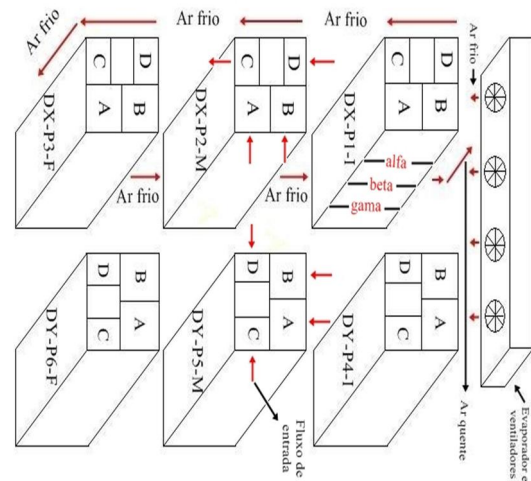 Ar frio
Ar frio
Ar frio
Ar frio
C
D
A
B
C
D
A
B
C
D
A
B
DX-P3-F
DX-P2-M
DX-P1-I
alfa
beta
gama
Ar frio
Ar frio
D
B
C
A
D
B
C
A
D
B
C
A
DY-P6-F
DY-P5-M
DY-P4-I
Fluxo de
entrada
Ar quente
Evaporador e
ventiladores